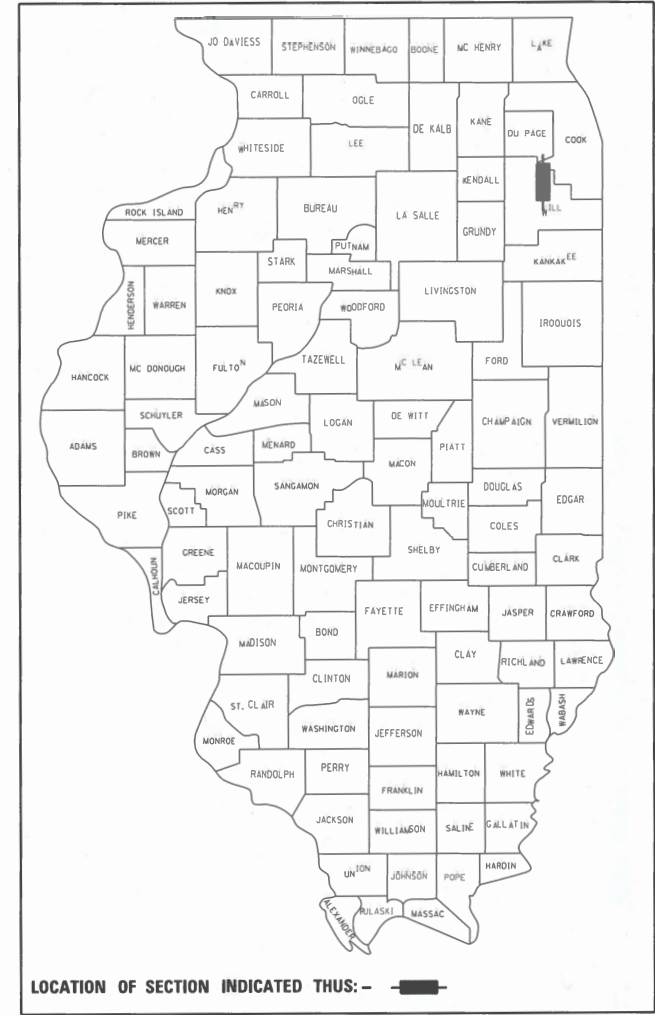 JO DAVIESS
STEPHENSON
WINNEBAGO
BOONE
MC HENRY
LAKE
CARROLL
OGLE
DE KALB
KANE
DU PAGE
COOK
WHITESIDE
LEE
KENDALL
WILL
ROCK ISLAND
HENRY
BUREAU
LA SALLE
GRUNDY
MERCER
PUTNAM
STARK
MARSHALL
KANKAKEE
HENDERSON
WARREN
KNOX
PEORIA
WOODFORD
LIVINGSTON
IROQUOIS
HANCOCK
MC DONOUGH
FULTON
TAZEWELL
MC LEAN
FORD
SCHUYLER
MASON
LOGAN
DE WITT
CHAMPAIGN
VERMILION
ADAMS
BROWN
CASS
MENARD
MACON
PIATT
MORGAN
SANGAMON
DOUGLAS
EDGAR
PIKE
SCOTT
CHRISTIAN
MOULTRIE
COLES
CALHOUN
GREENE
MACOUPIN
MONTGOMERY
SHELBY
CUMBERLAND
CLARK
JERSEY
FAYETTE
EFFINGHAM
JASPER
CRAWFORD
MADISON
BOND
CLAY
RICHLAND
LAWRENCE
CLINTON
MARION
ST. CLAIR
WAYNE
EDWARDS
WABASH
MONROE
WASHINGTON
JEFFERSON
RANDOLPH
PERRY
HAMILTON
WHITE
FRANKLIN
JACKSON
WILLIAMSON
SALINE
GALLATIN
UNION
JOHNSON
POPE
HARDIN
ALEXANDER
PULASKI
MASSAC
LOCATION OF SECTION INDICATED THUS: -